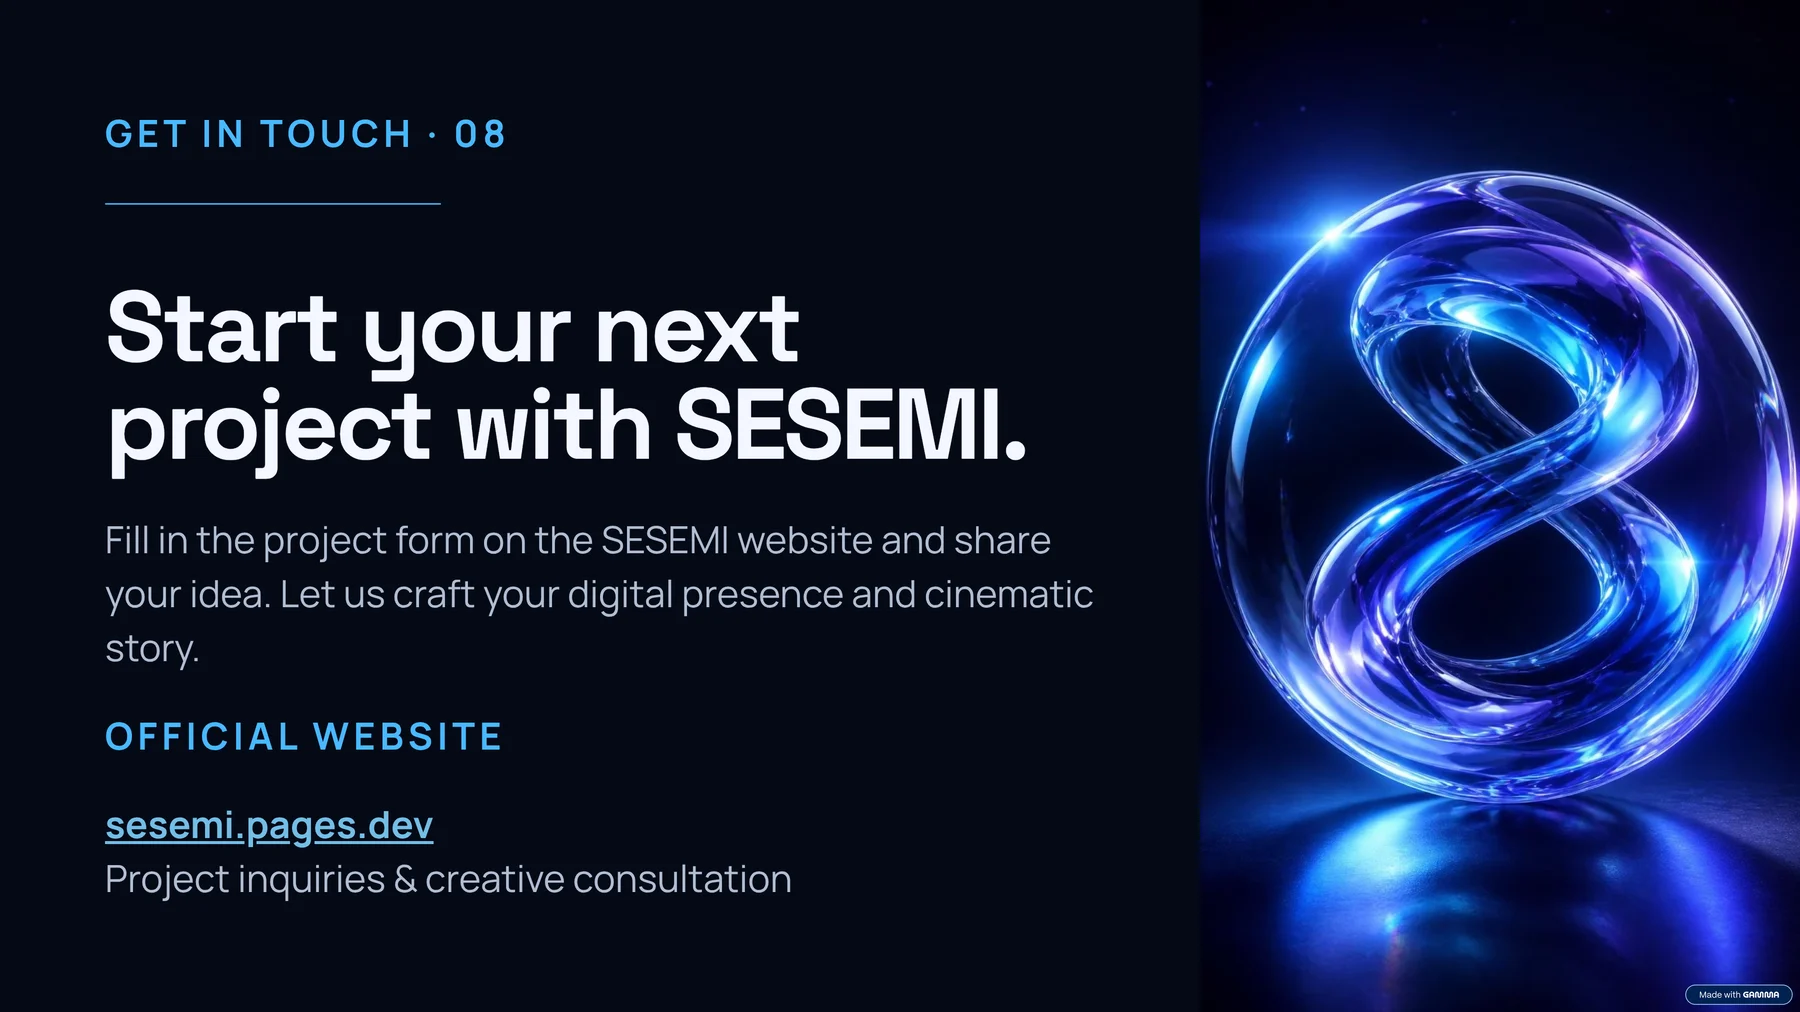 GET IN TOUCH · 08
Start your next
project with SESEMI.
Fill in the project form on the SESEMI website and share
your idea. Let us craft your digital presence and cinematic
story.
OFFICIAL WEBSITE
sesemi.pages.dev
Project inquiries & creative consultation
Made with GAMMA